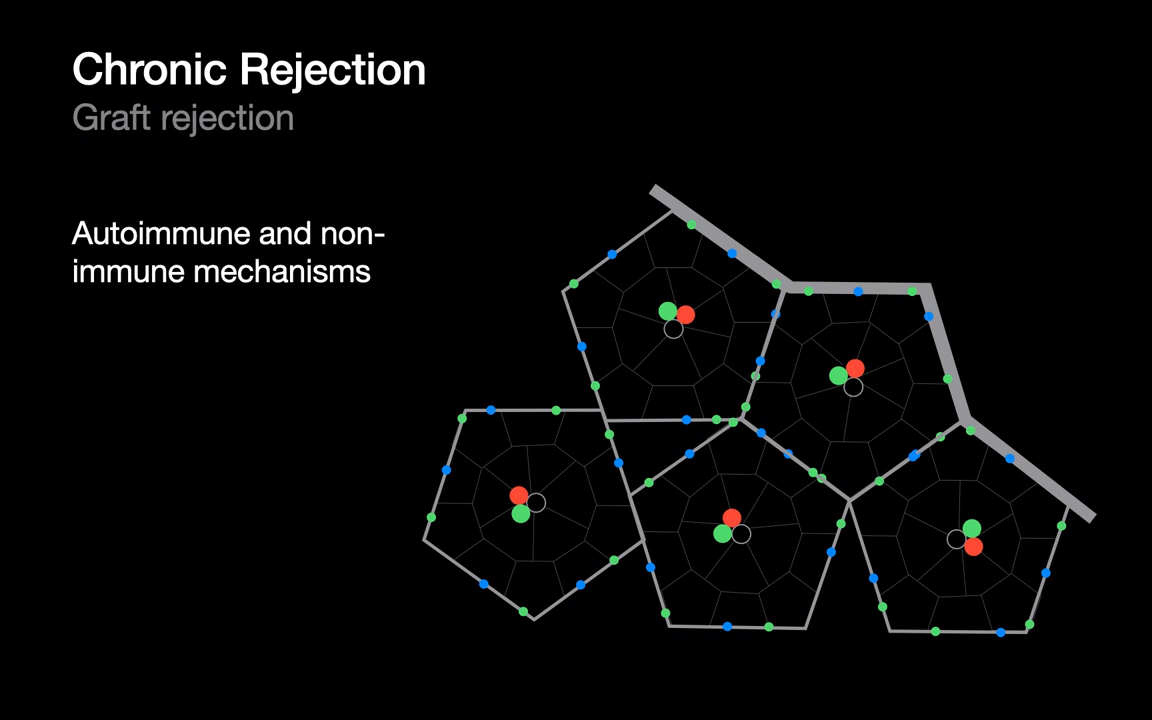 Chronic Rejection
Graft rejection
Autoimmune and non-
immune mechanisms